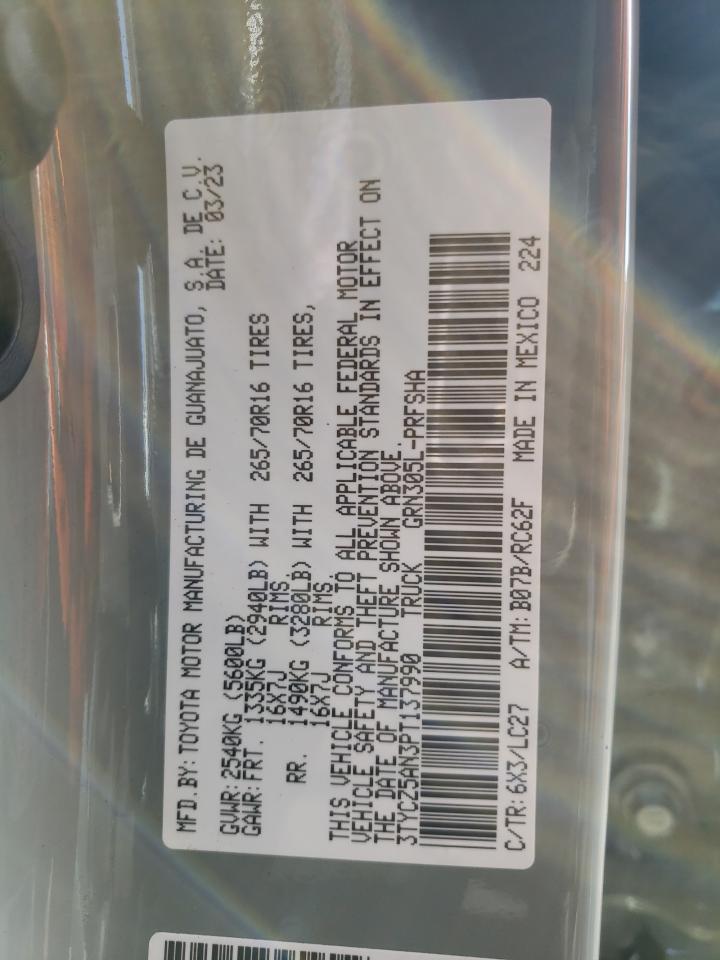 MFD.BY:TOYOTA MOTOR MANUFACTURING DE GUANAJUATO, S.A. DE C.V.
DATE: 03/23
GVWR:2540KG (5600LB)
GAWR:FRT. 1335KG (2940LB) WITH 265/70R16 TIRES
16X7J RIMS.
RR. 1490KG (3280LB) WITH 265/70R16 TIRES,
16X7J RIMS.
THIS VEHICLE CONFORMS TO ALL APPLICABLE FEDERAL MOTOR
VEHICLE SAFETY AND THEFT PREVENTION STANDARDS IN EFFECT ON
THE DATE OF MANUFACTURE SHOWN ABOVE.
3TYCZ5AN3PT137990 TRUCK GRN305L-PRFSHA
C/TR:6X3/LC27 A/TM:B07B/RC62F MADE IN MEXICO 224